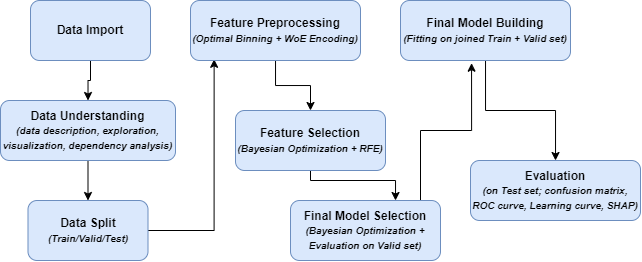 Data Import
Data Understanding
(data description, exploration,
visualization, dependency analysis)
Data Split
(Train/Valid/Test)
Feature Preprocessing
(Optimal Binning + WoE Encoding)
Feature Selection
(Bayesian Optimization + RFE)
Final Model Selection
(Bayesian Optimization +
Evaluation on Valid set)
Final Model Building
(Fitting on joined Train + Valid set)
Evaluation
(on Test set; confusion matrix,
ROC curve, Learning curve, SHAP)